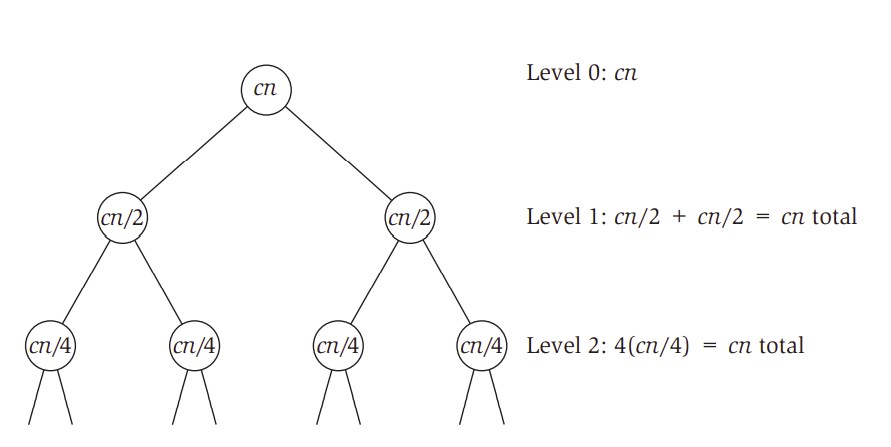 cn
Level 0: cn
cn/2
cn/2
Level 1: cn/2 + cn/2 = cn total
cn/4
cn/4
cn/4
cn/4
Level 2: 4(cn/4) = cn total